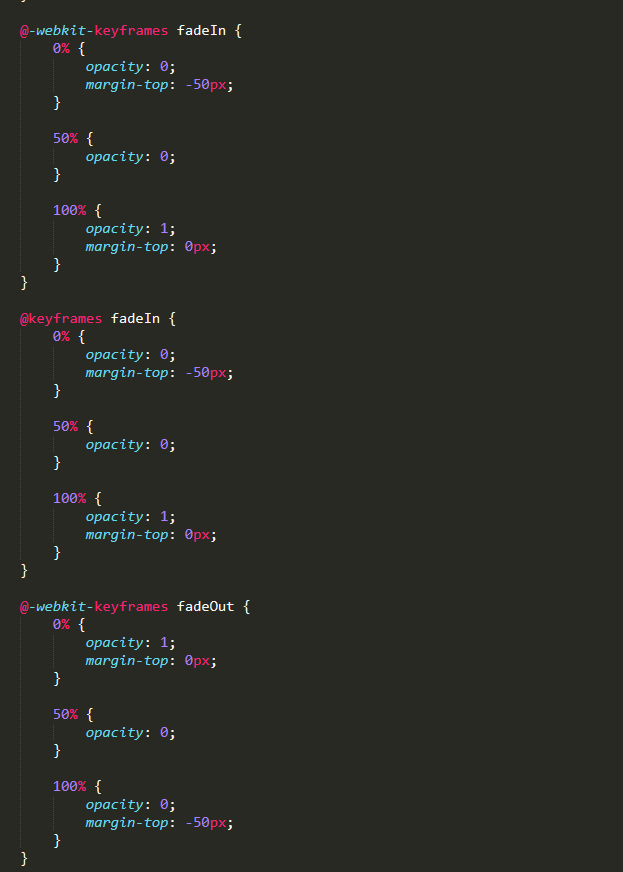 @-webkit-keyframes fadeIn {
    0% {
        opacity: 0;
        margin-top: -50px;
    }

    50% {
        opacity: 0;
    }

    100% {
        opacity: 1;
        margin-top: 0px;
    }
}

@keyframes fadeIn {
    0% {
        opacity: 0;
        margin-top: -50px;
    }

    50% {
        opacity: 0;
    }

    100% {
        opacity: 1;
        margin-top: 0px;
    }
}

@-webkit-keyframes fadeOut {
    0% {
        opacity: 1;
        margin-top: 0px;
    }

    50% {
        opacity: 0;
    }

    100% {
        opacity: 0;
        margin-top: -50px;
    }
}